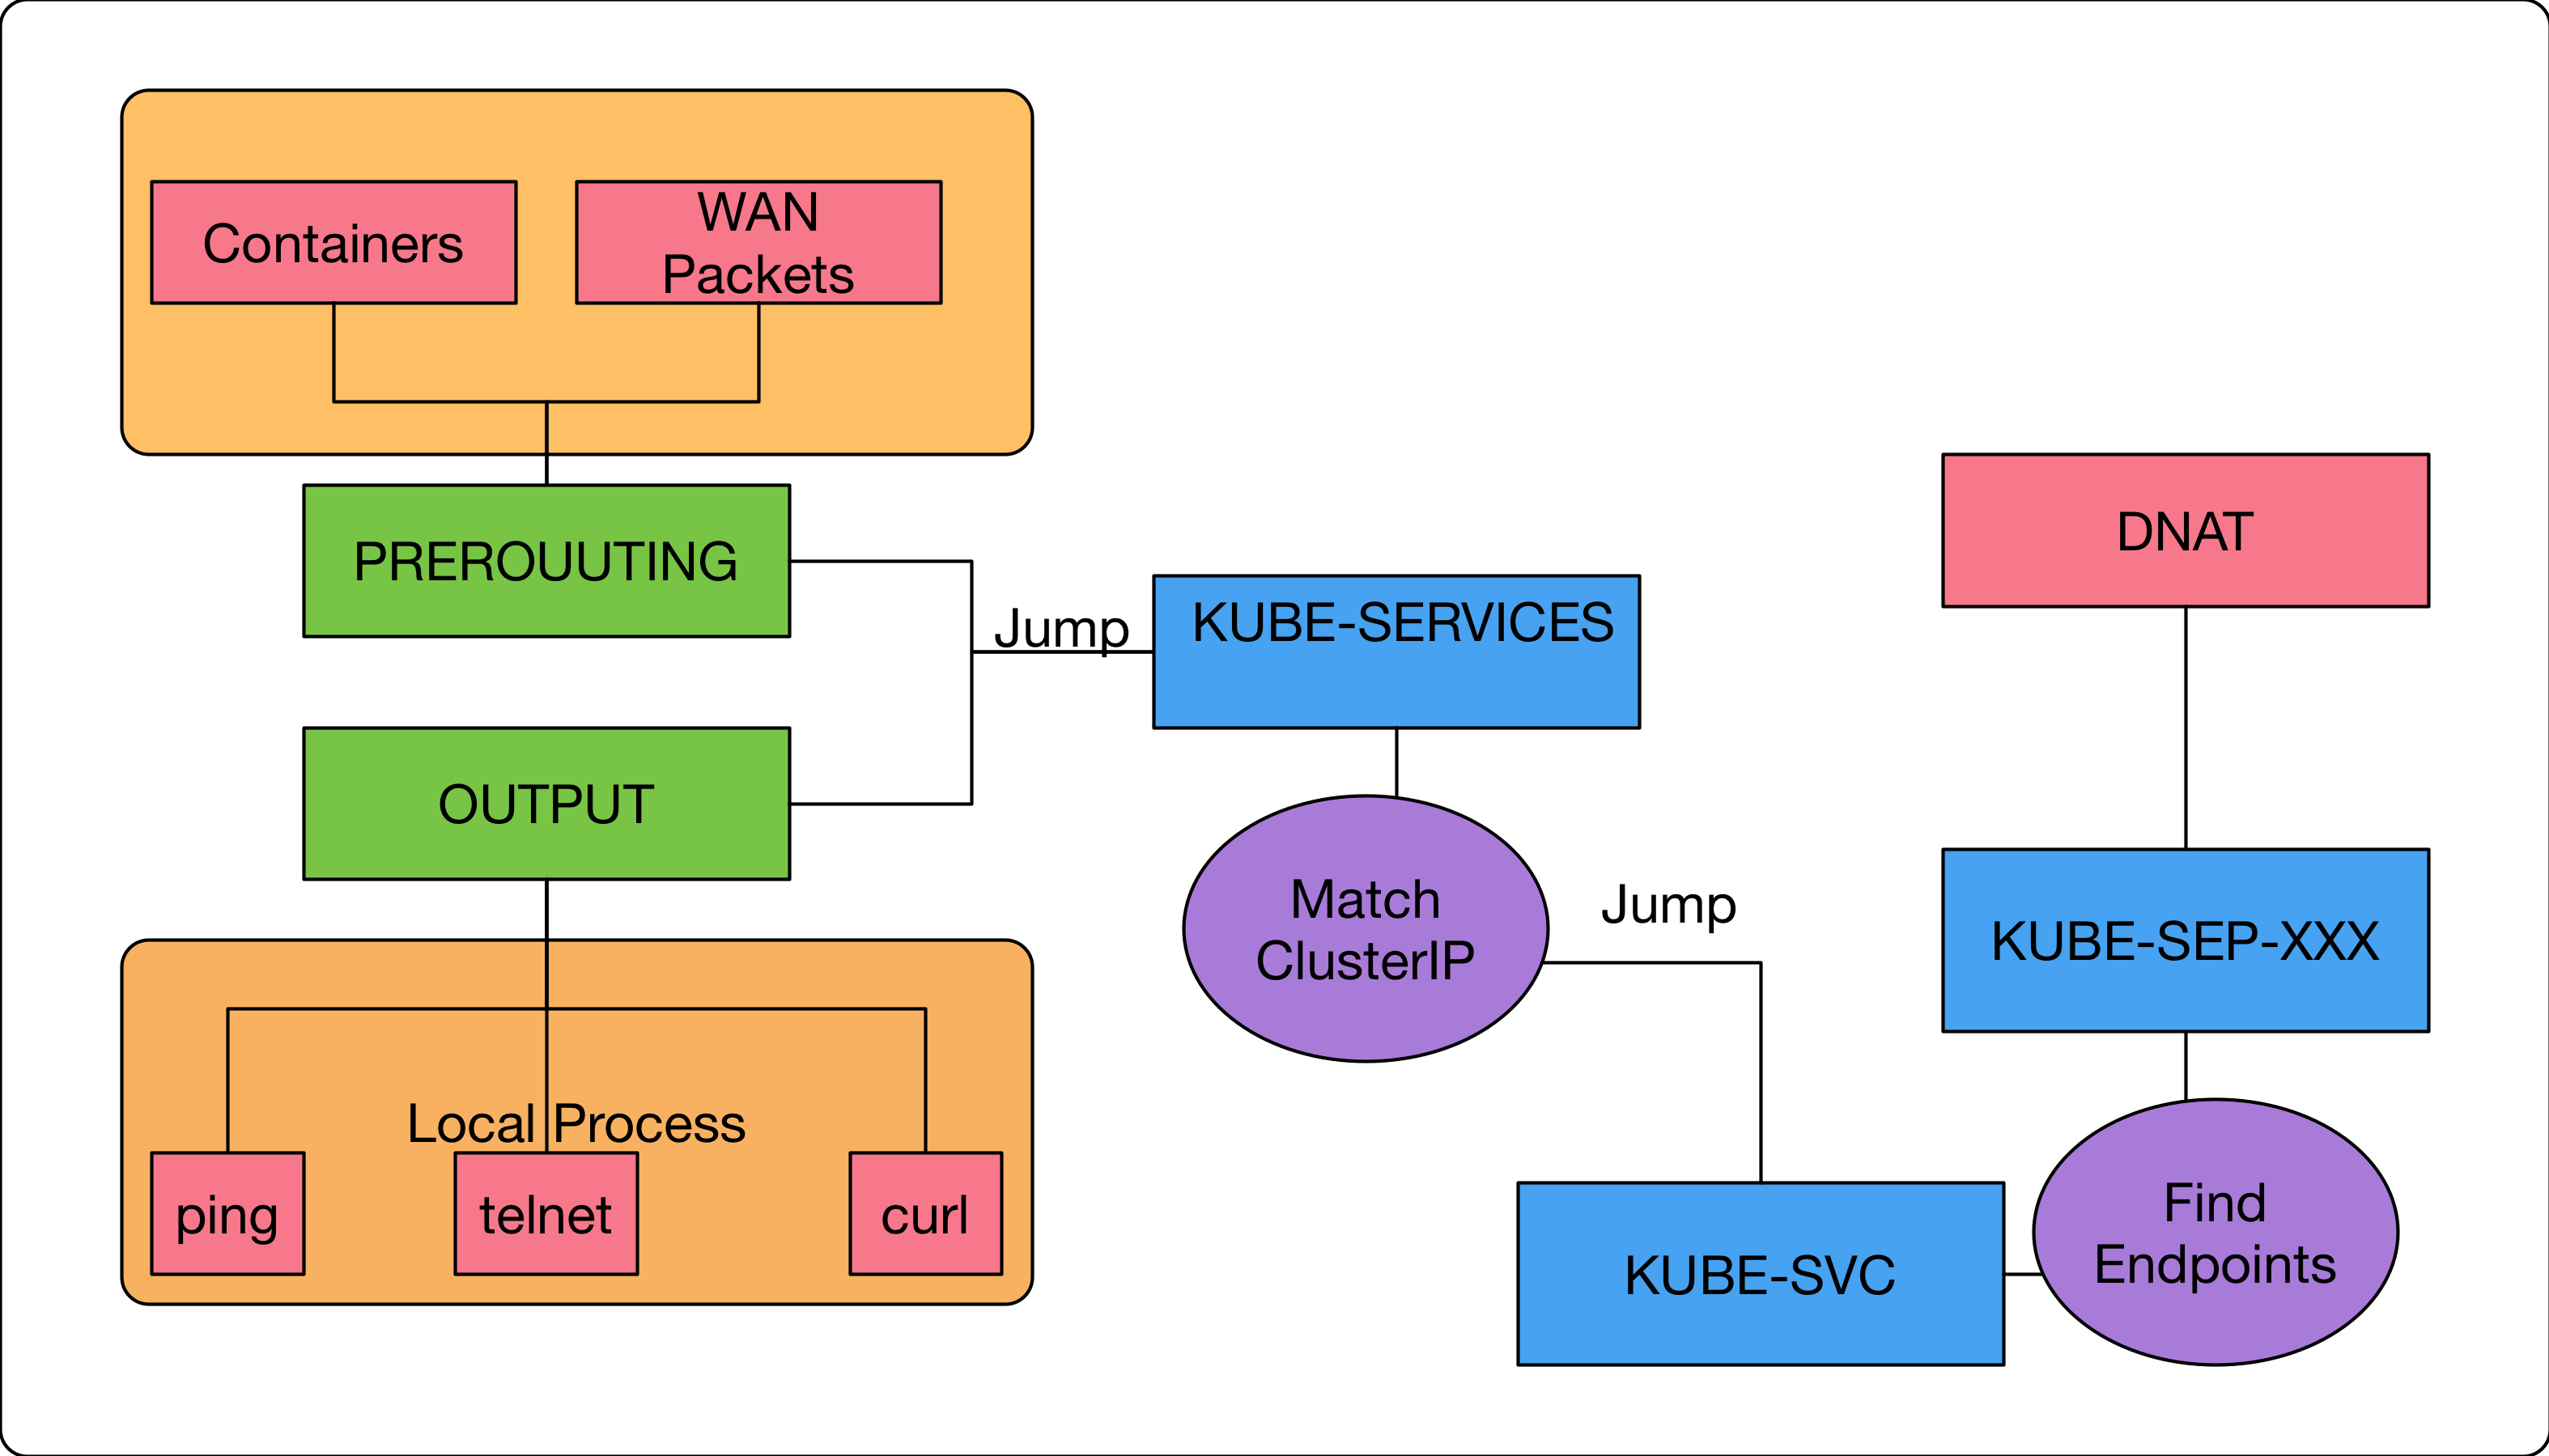 Containers
WAN
Packets
PREROUUTING
OUTPUT
Local Process
ping
telnet
curl
Jump
KUBE-SERVICES
Match
ClusterIP
Jump
KUBE-SVC
Find
Endpoints
KUBE-SEP-XXX
DNAT